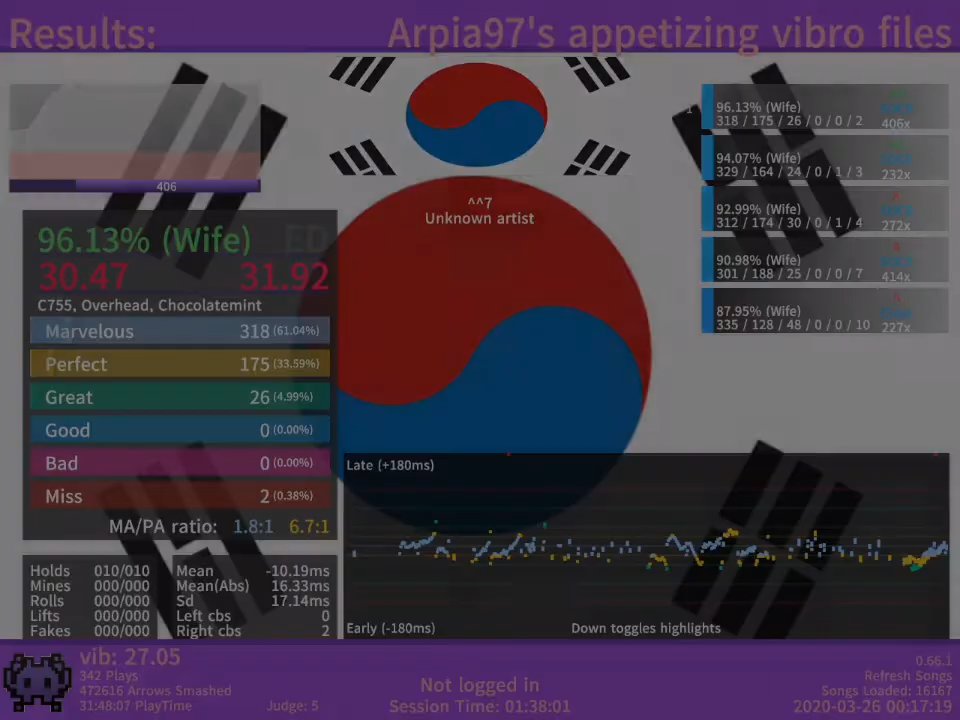 Results:
Arpia97's appetizing vibro files
406
^^7
Unknown artist
96.13% (Wife)
30.47 31.92
C755, Overhead, Chocolatemint
Marvelous 318 (61.04%)
Perfect 175 (33.59%)
Great 26 (4.99%)
Good 0 (0.00%)
Bad 0 (0.00%)
Miss 2 (0.38%)
MA/PA ratio: 1.8:1 6.7:1
Holds 010/010
Mines 000/000
Rolls 000/000
Lifts 000/000
Fakes 000/000
Mean -10.19ms
Mean(Abs) 16.33ms
Sd 17.14ms
Left cbs 0
Right cbs 2
1
96.13% (Wife)
318 / 175 / 26 / 0 / 0 / 2 406x
94.07% (Wife)
329 / 164 / 24 / 0 / 1 / 3 232x
92.99% (Wife)
312 / 174 / 30 / 0 / 1 / 4 272x
90.98% (Wife)
301 / 188 / 25 / 0 / 0 / 7 414x
87.95% (Wife)
335 / 128 / 48 / 0 / 0 / 10 227x
Late (+180ms)
Early (-180ms)
Down toggles highlights
vib: 27.05
342 Plays
472616 Arrows Smashed
31:48:07 PlayTime
Judge: 5
Not logged in
Session Time: 01:38:01
0.66.1
Refresh Songs
Songs Loaded: 16167
2020-03-26 00:17:19